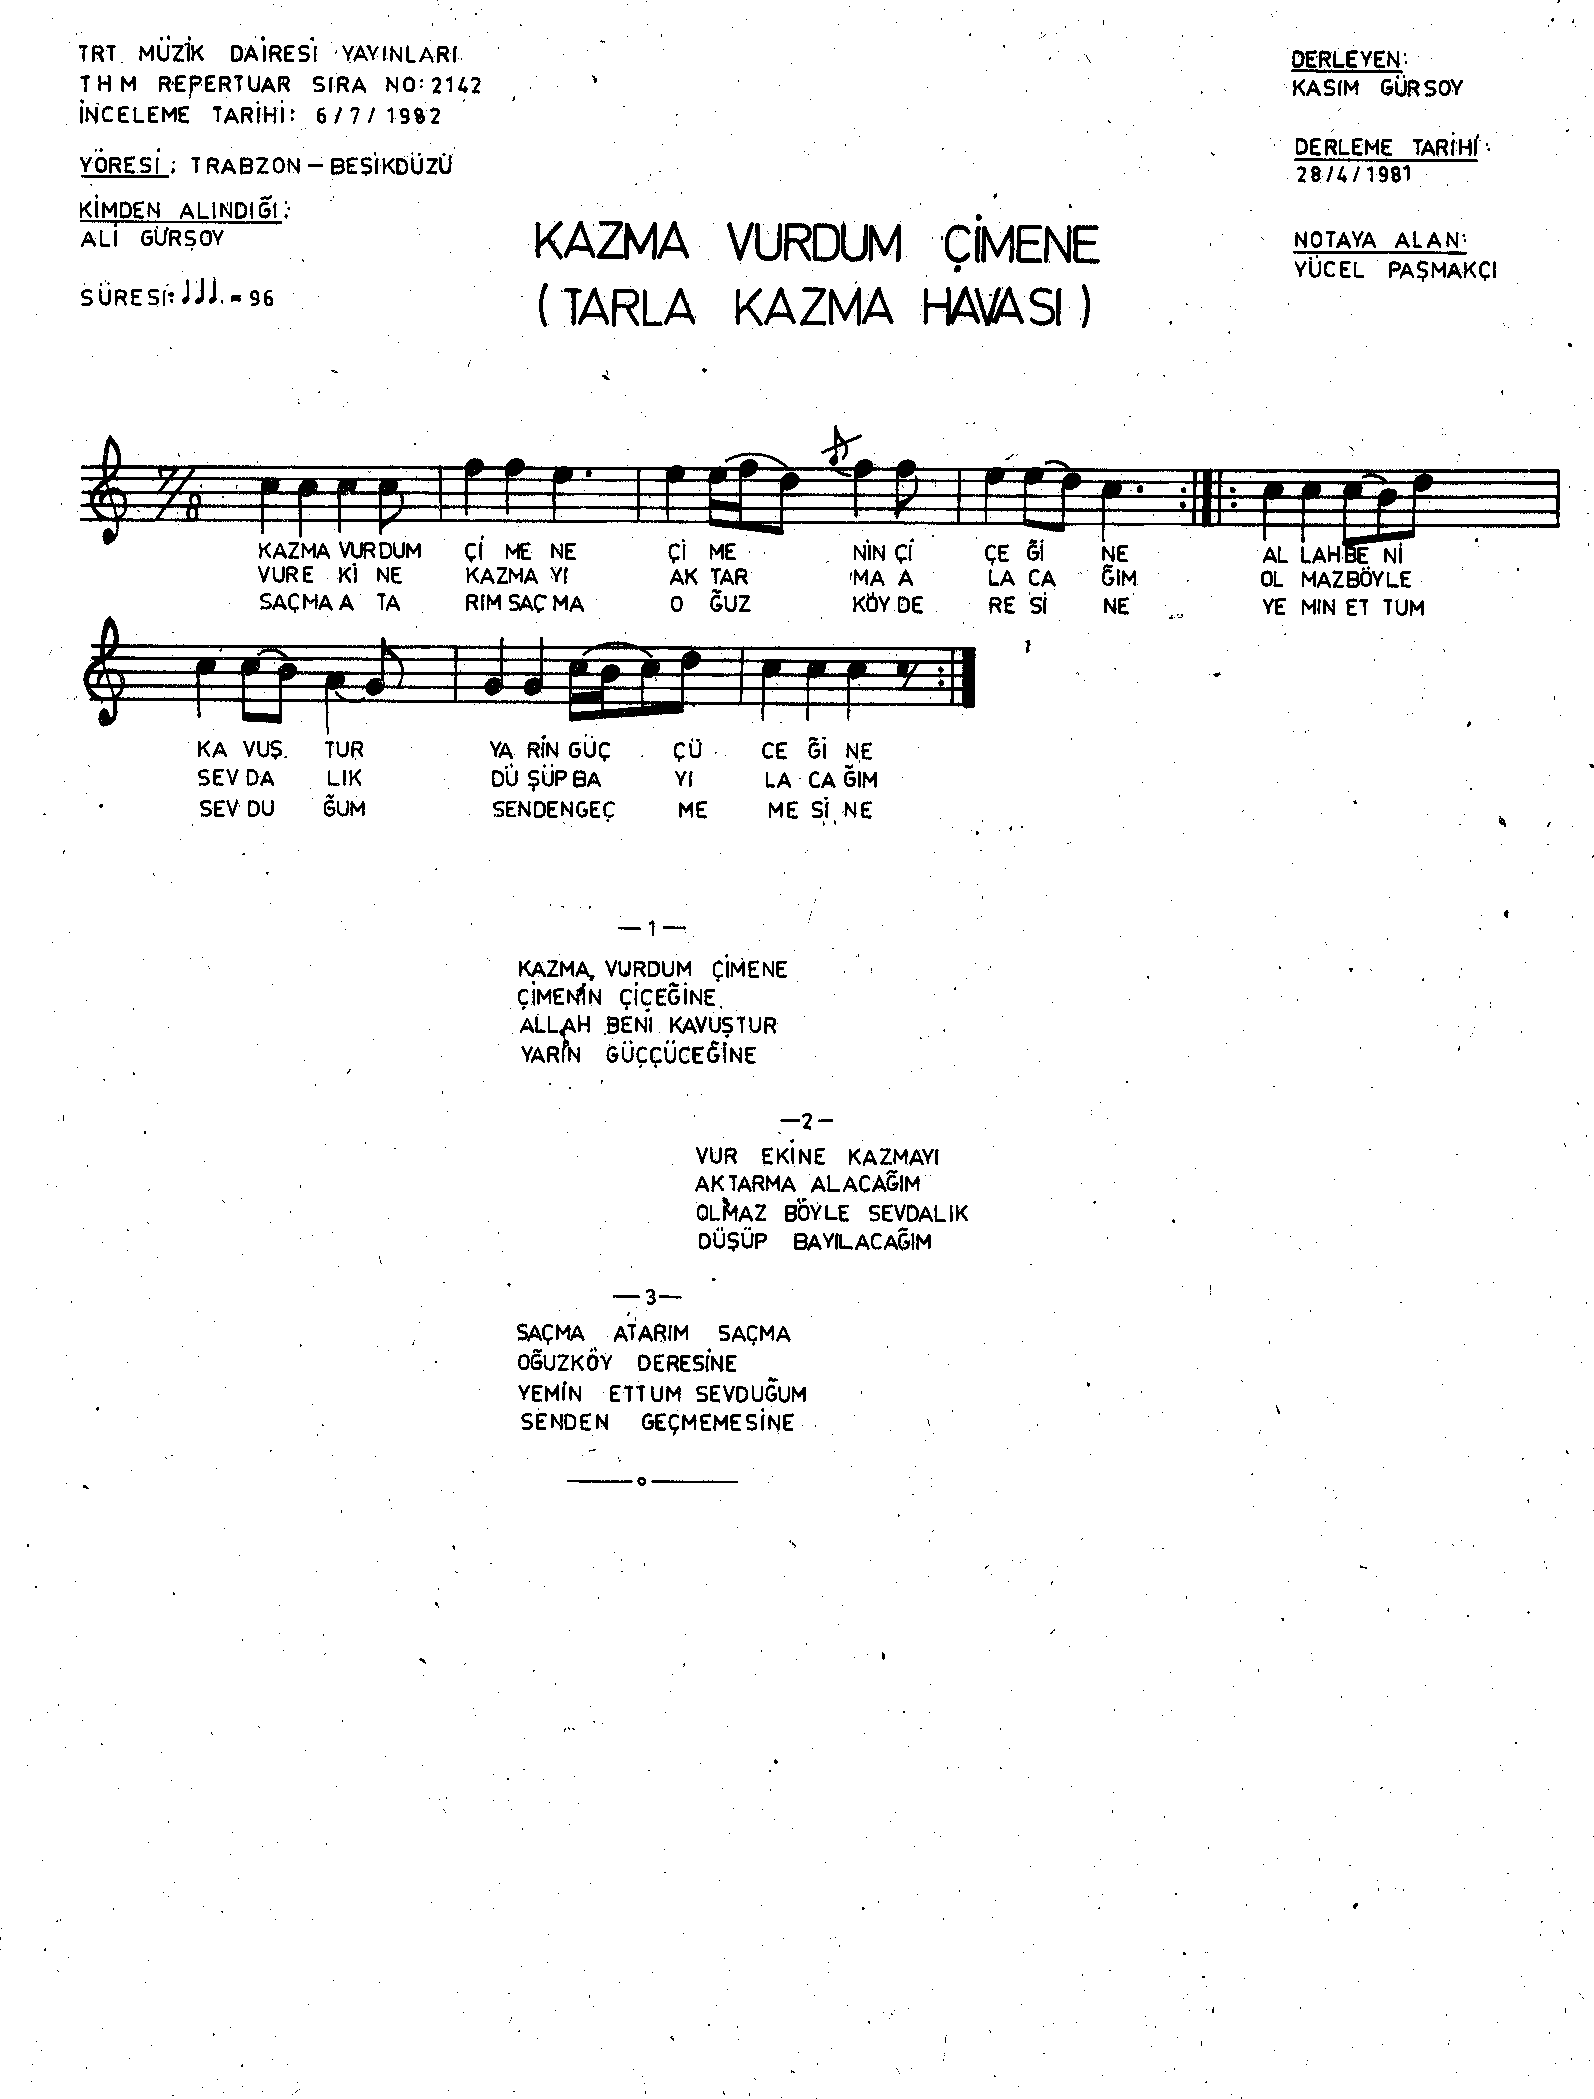 TRT MÜZİK DAİRESİ YAYINLARI
THM REPERTUAR SIRA NO: 2142
İNCELEME TARİHİ: 6/7/1982
YÖRESİ: TRABZON – BEŞİKDÜZÜ
KİMDEN ALINDIĞI:
ALİ GÜRSOY
SÜRESİ: ♩♩♩. = 96
DERLEYEN:
KASIM GÜRSOY
DERLEME TARİHİ:
28/4/1981
NOTAYA ALAN:
YÜCEL PAŞMAKÇI
KAZMA VURDUM ÇİMENE
(TARLA KAZMA HAVASI)
7/8
KAZMA VURDUM Çİ ME NE Çİ ME NİN Çİ ÇE Ğİ NE AL LAH BE Nİ
VUR E Kİ NE KAZMA YI AK TAR MA A LA CA ĞIM OL MAZ BÖYLE
SAÇMA A TA RIM SAÇ MA O ĞUZ KÖY DE RE Sİ NE YE MİN ET TUM
KA VUŞ TUR YA RİN GÜÇ ÇÜ CE Ğİ NE
SEV DA LIK DÜ ŞÜP BA YI LA CA ĞIM
SEV DU ĞUM SENDEN GEÇ ME ME Sİ NE
—1—
KAZMA VURDUM ÇİMENE
ÇİMENİN ÇİÇEĞİNE
ALLAH BENİ KAVUŞTUR
YARİN GÜÇÇÜCEĞİNE
—2—
VUR EKİNE KAZMAYI
AKTARMA ALACAĞIM
OLMAZ BÖYLE SEVDALIK
DÜŞÜP BAYILACAĞIM
—3—
SAÇMA ATARIM SAÇMA
OĞUZKÖY DERESİNE
YEMİN ETTUM SEVDUĞUM
SENDEN GEÇMEMESİNE